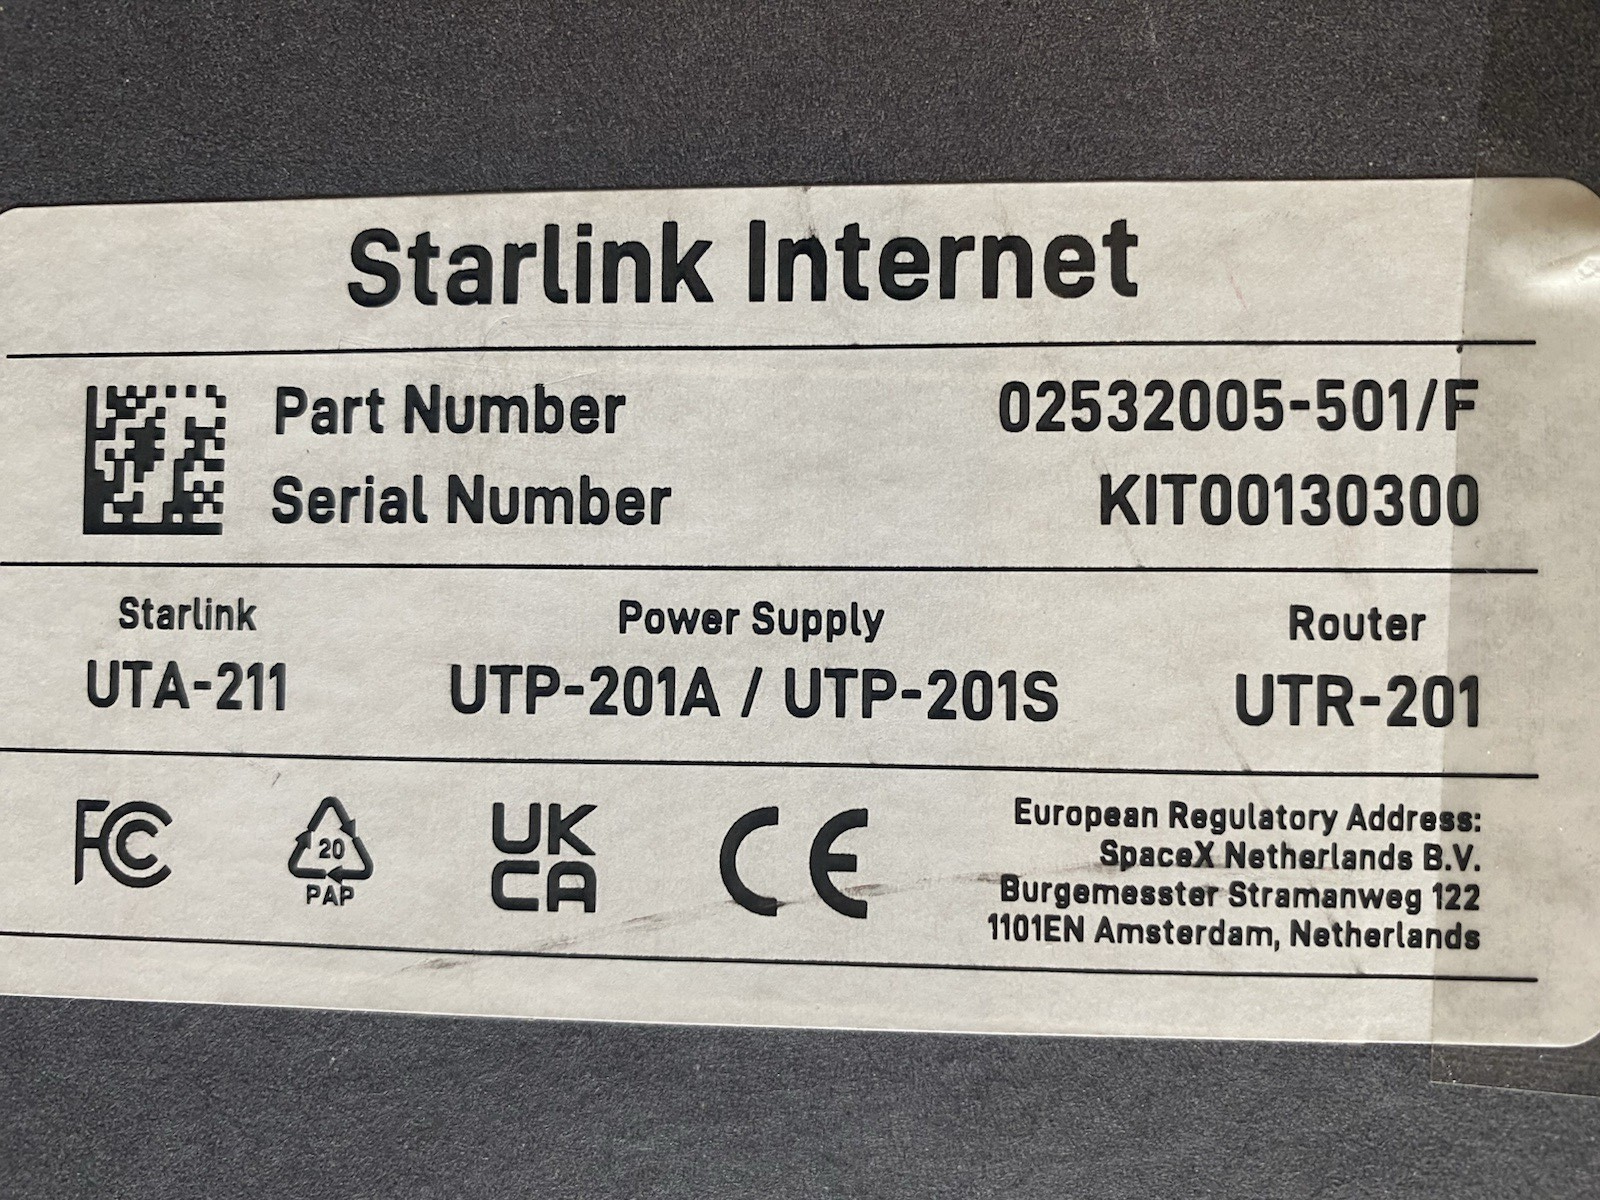 Starlink Internet
Part Number 02532005-501/F
Serial Number KIT00130300
Starlink Power Supply Router
UTA-211 UTP-201A / UTP-201S UTR-201
FC
20
PAP
UK
CA
CE
European Regulatory Address:
SpaceX Netherlands B.V.
Burgemesster Stramanweg 122
1101EN Amsterdam, Netherlands